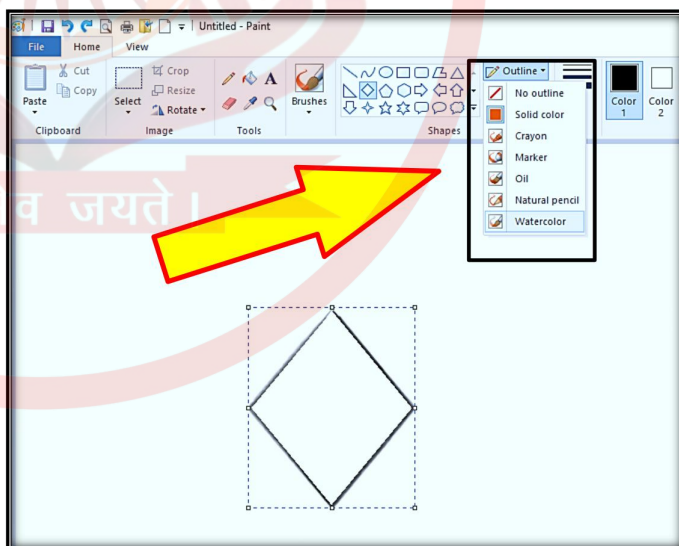 Untitled - Paint
File Home View
Paste
Cut
Copy
Clipboard
Select
Crop
Resize
Rotate
Image
A
Tools
Brushes
Shapes
Outline
No outline
Solid color
Crayon
Marker
Oil
Natural pencil
Watercolor
Color 1
Color 2
व जयते।